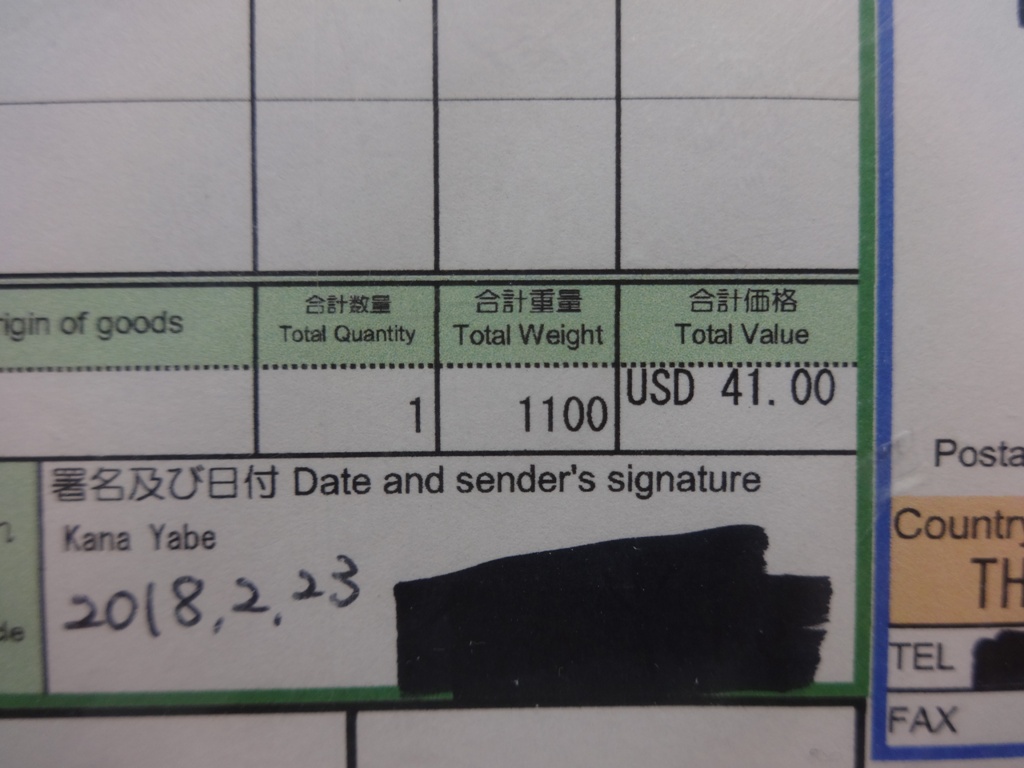 rigin of goods
合計数量
Total Quantity
合計重量
Total Weight
合計価格
Total Value
1
1100
USD 41.00
署名及び日付 Date and sender's signature
Kana Yabe
2018,2,23
de
Posta
Country
TH
TEL
FAX